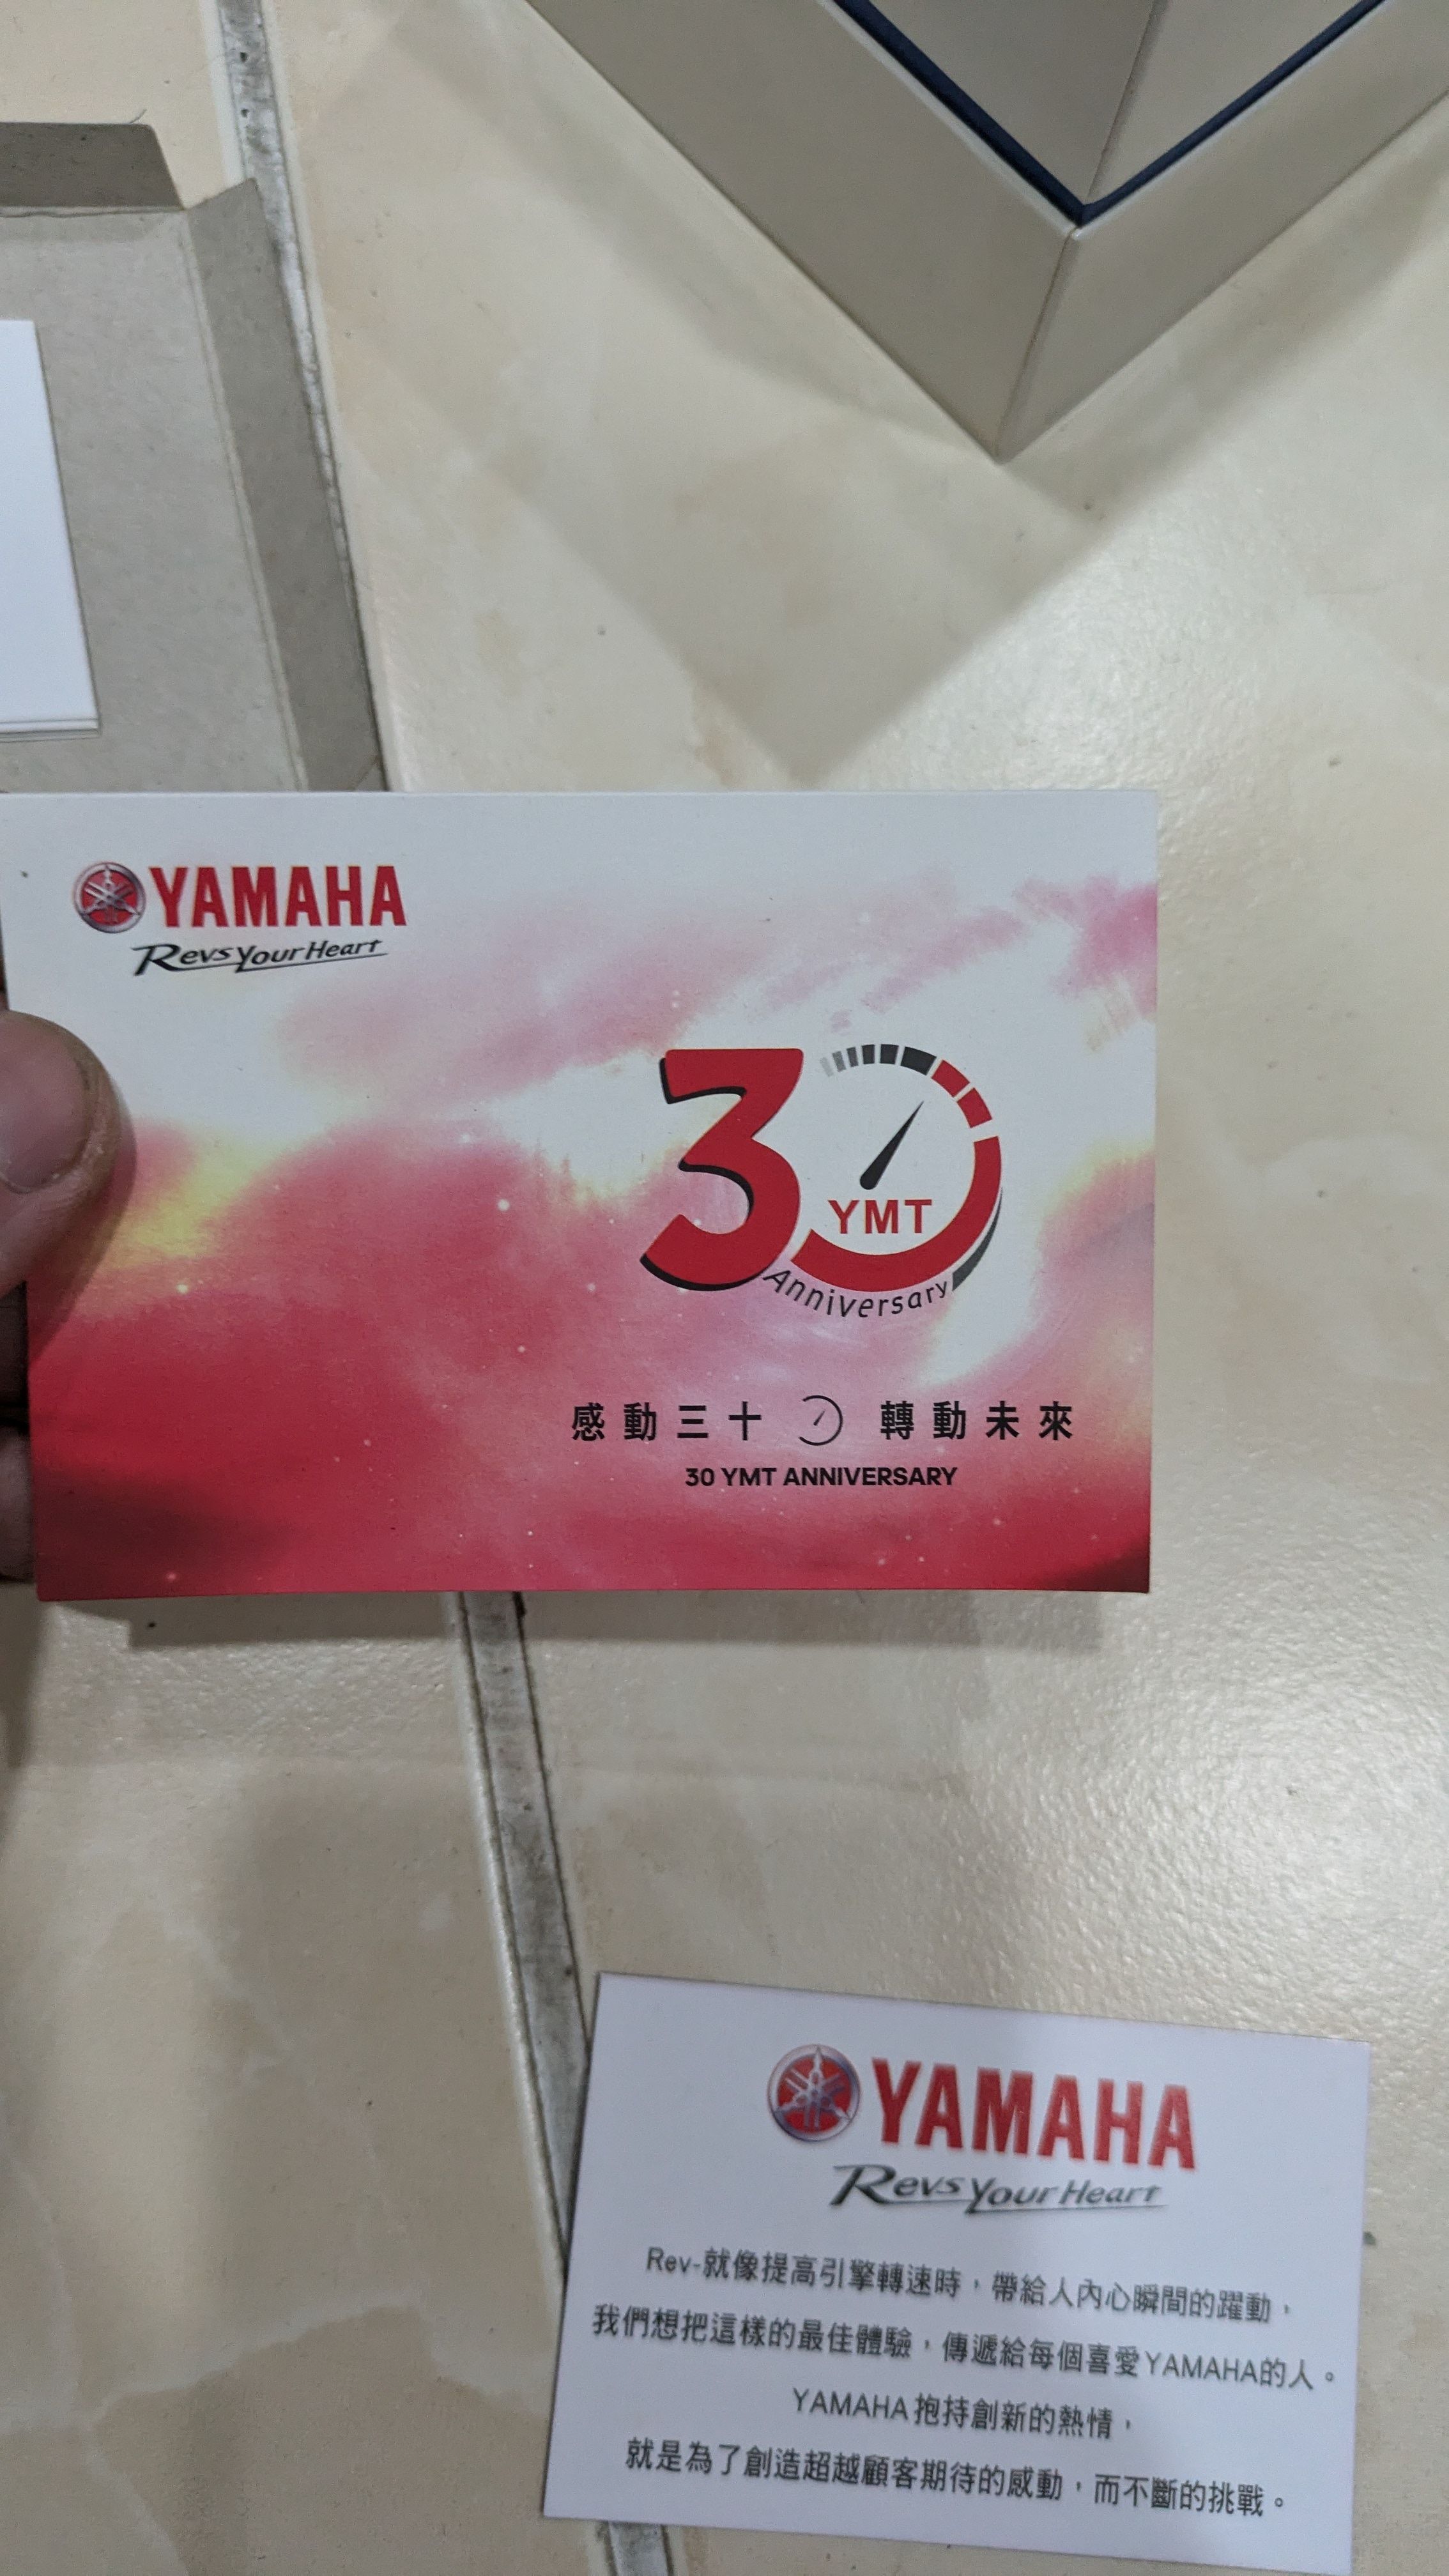 YAMAHA
Revs Your Heart
30
YMT
Anniversary
感動三十 轉動未來
30 YMT ANNIVERSARY
YAMAHA
Revs Your Heart
Rev-就像提高引擎轉速時，帶給人內心瞬間的躍動，
我們想把這樣的最佳體驗，傳遞給每個喜愛YAMAHA的人。
YAMAHA抱持創新的熱情，
就是為了創造超越顧客期待的感動，而不斷的挑戰。